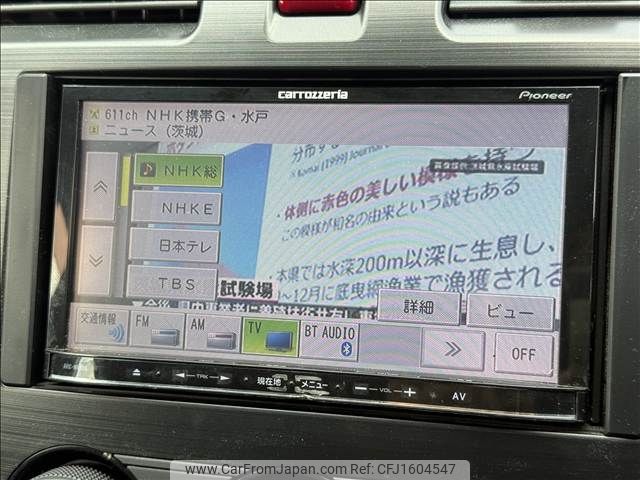 carrozzeria
Pioneer
611ch NHK携帯G・水戸
ニュース（茨城）
NHK総
NHKE
日本テレ
TBS
試験場
・体側に赤色の美しい模様
この模様が和名の由来という説もある
・本県では水深200m以深に生息し、
～12月に底曳網漁業で漁獲される
詳細
ビュー
交通情報
FM
AM
TV
BT AUDIO
OFF
TRK
現在地
メニュー
VOL
AV
www.CarFromJapan.com CFJ1604547